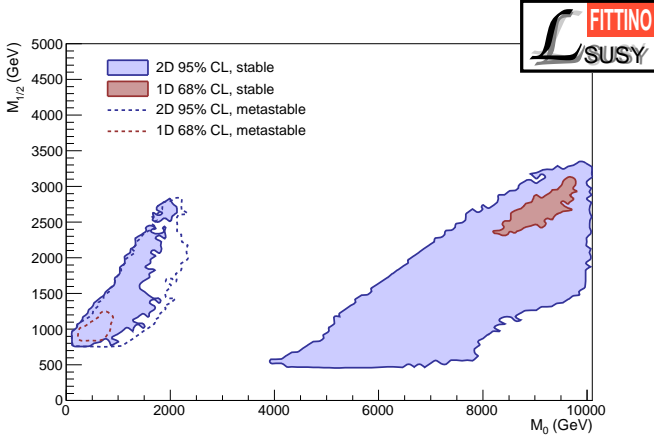 FITTINO
L SUSY
5000
4500
4000
3500
3000
2500
2000
1500
1000
500
0
M1/2 (GeV)
2D 95% CL, stable
1D 68% CL, stable
2D 95% CL, metastable
1D 68% CL, metastable
0 2000 4000 6000 8000 10000
M0 (GeV)